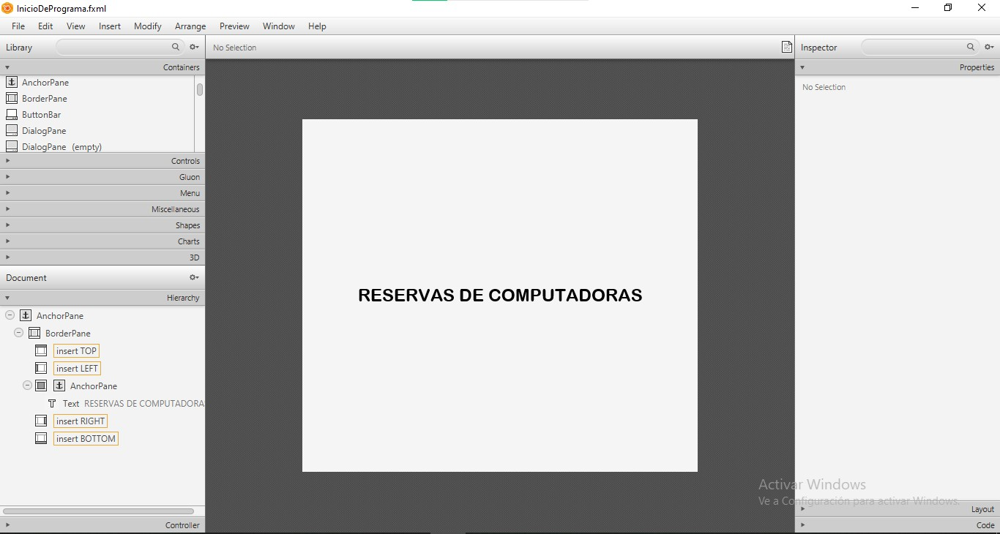 InicioDePrograma.fxml
File Edit View Insert Modify Arrange Preview Window Help
Library
No Selection
Inspector
Containers
Properties
AnchorPane
BorderPane
ButtonBar
DialogPane
DialogPane (empty)
Controls
Gluon
Menu
Miscellaneous
Shapes
Charts
3D
Document
Hierarchy
AnchorPane
BorderPane
insert TOP
insert LEFT
AnchorPane
Text RESERVAS DE COMPUTADORA
insert RIGHT
insert BOTTOM
Controller
RESERVAS DE COMPUTADORAS
No Selection
Activar Windows
Ve a Configuración para activar Windows.
Layout
Code